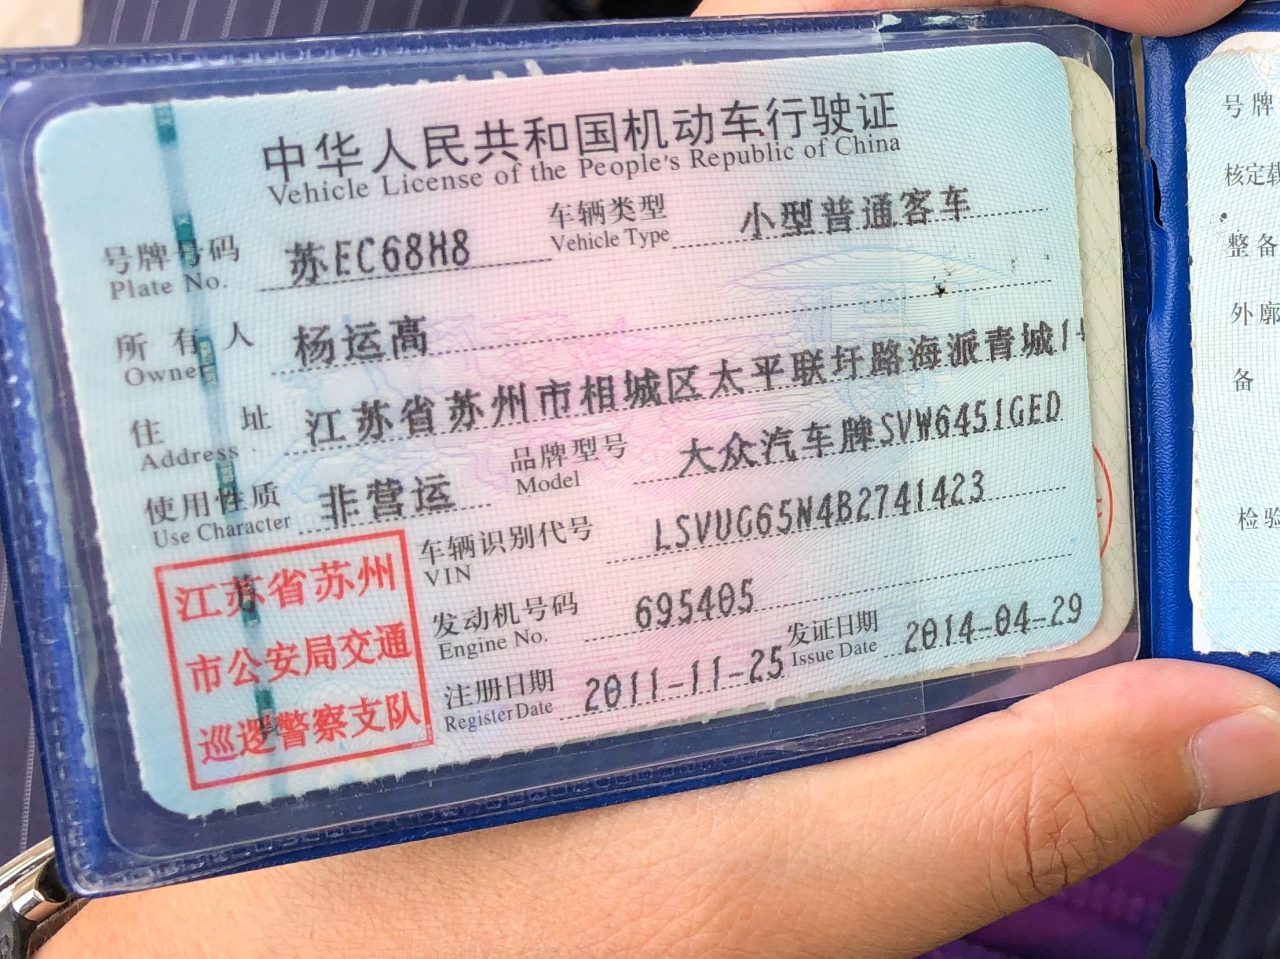 中华人民共和国机动车行驶证
Vehicle License of the People's Republic of China
号牌号码 苏EC68H8 车辆类型 小型普通客车
Plate No. Vehicle Type
所有人 杨运高
Owner
住址 江苏省苏州市相城区太平联圩路海派青城1
Address
品牌型号 大众汽车牌SVW6451GED
Model
使用性质 非营运
Use Character
车辆识别代号 LSVUG65N4B2741423
VIN
发动机号码 695405
Engine No.
发证日期 2014-04-29
Issue Date
注册日期 2011-11-25
Register Date
江苏省苏州
市公安局交通
巡逻警察支队
号牌
核定载
整备
外廓
备
检验